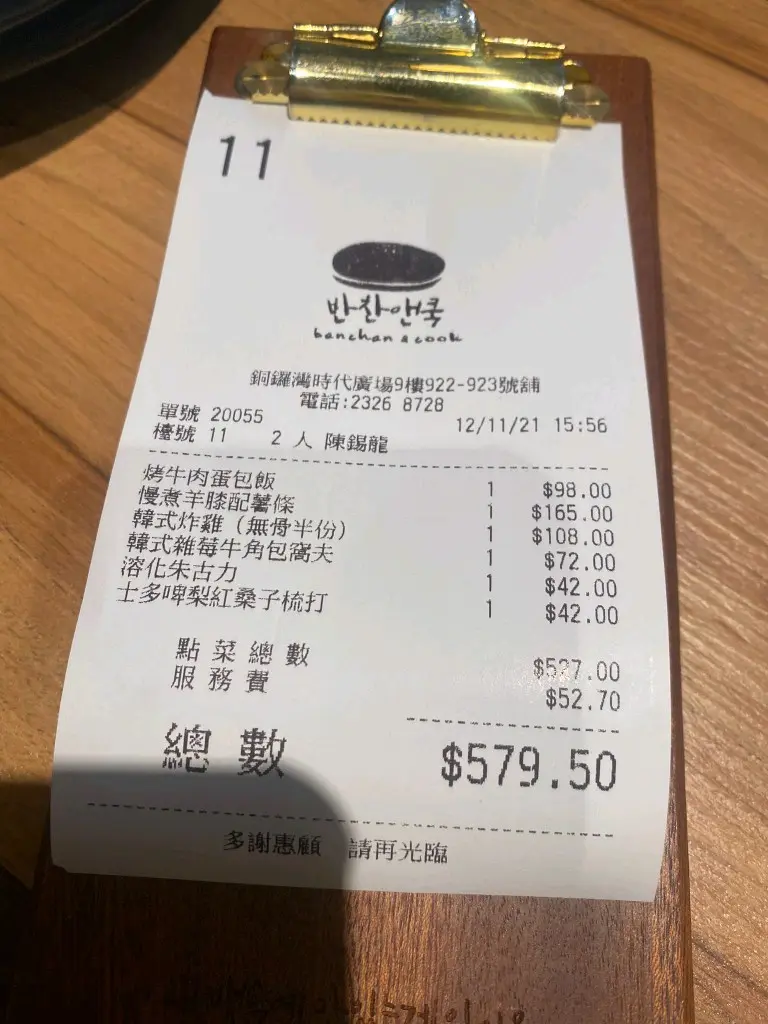 11
반찬앤쿡
banchan & cook
銅鑼灣時代廣場9樓922-923號舖
電話:2326 8728
單號 20055 12/11/21 15:56
檯號 11 2 人 陳錫龍
烤牛肉蛋包飯 1 $98.00
慢煮羊膝配薯條 1 $165.00
韓式炸雞（無骨半份） 1 $108.00
韓式雜莓牛角包窩夫 1 $72.00
溶化朱古力 1 $42.00
士多啤梨紅桑子梳打 1 $42.00
點菜總數 $527.00
服務費 $52.70
總數 $579.50
多謝惠顧 請再光臨